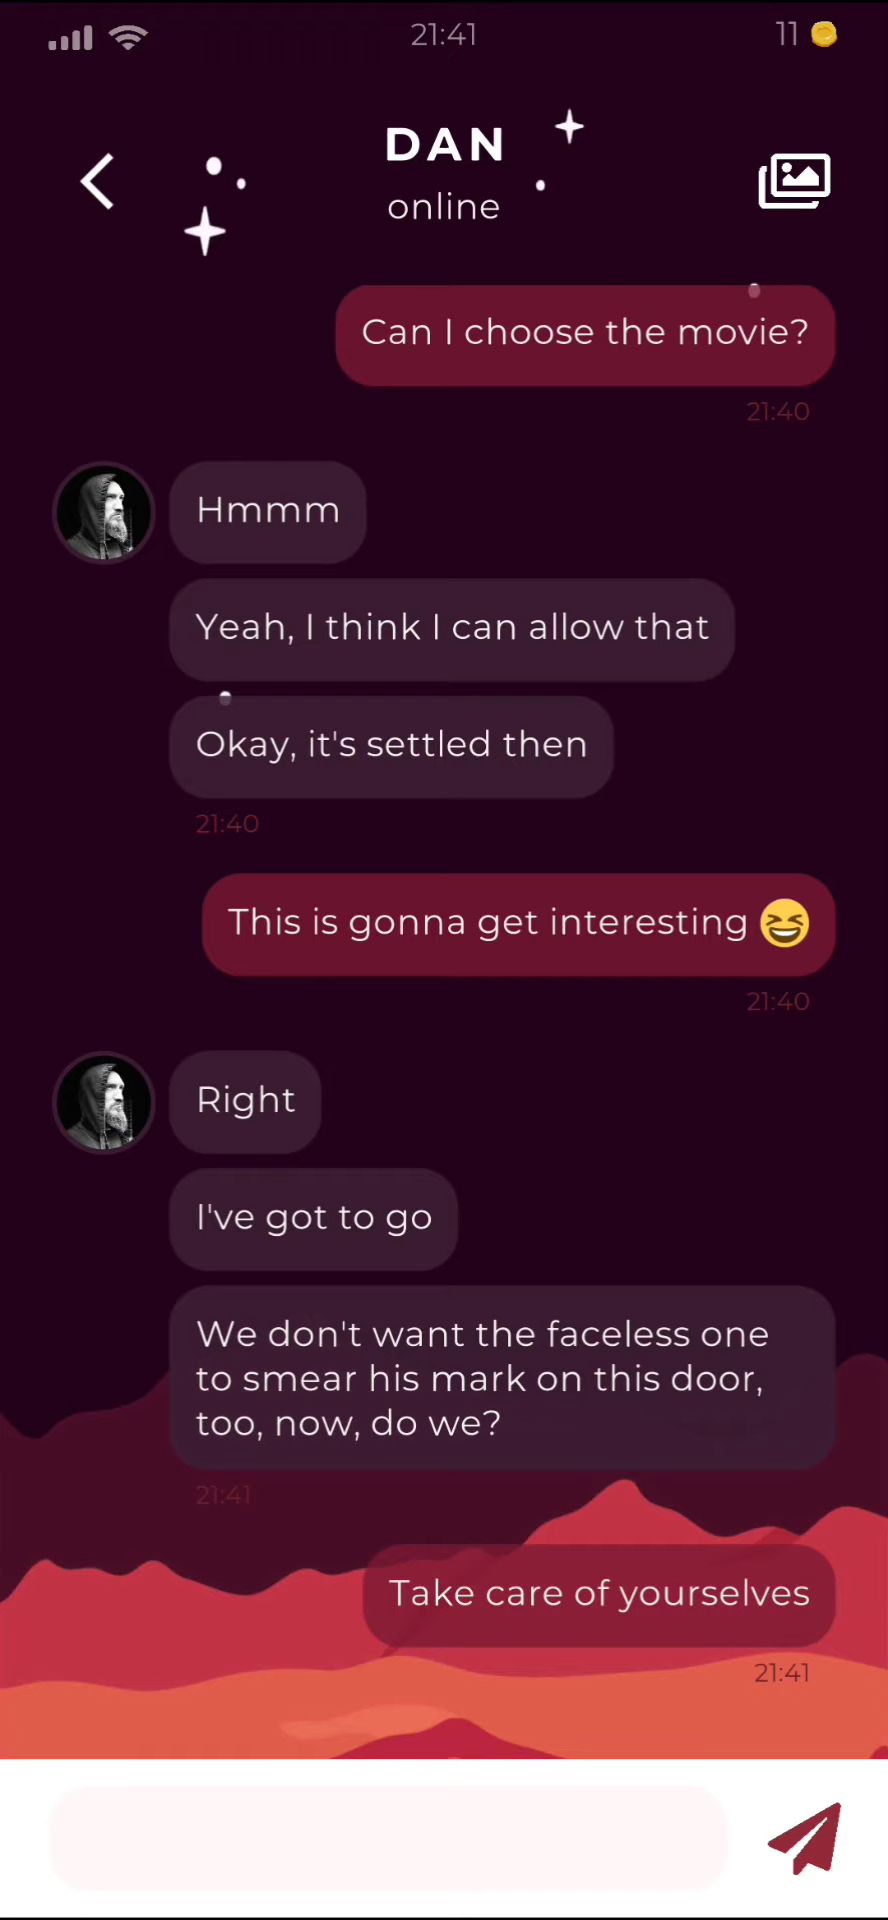 21:41
11
DAN
online
Can I choose the movie?
21:40
Hmmm
Yeah, I think I can allow that
Okay, it's settled then
21:40
This is gonna get interesting 😆
21:40
Right
I've got to go
We don't want the faceless one
to smear his mark on this door,
too, now, do we?
21:41
Take care of yourselves
21:41